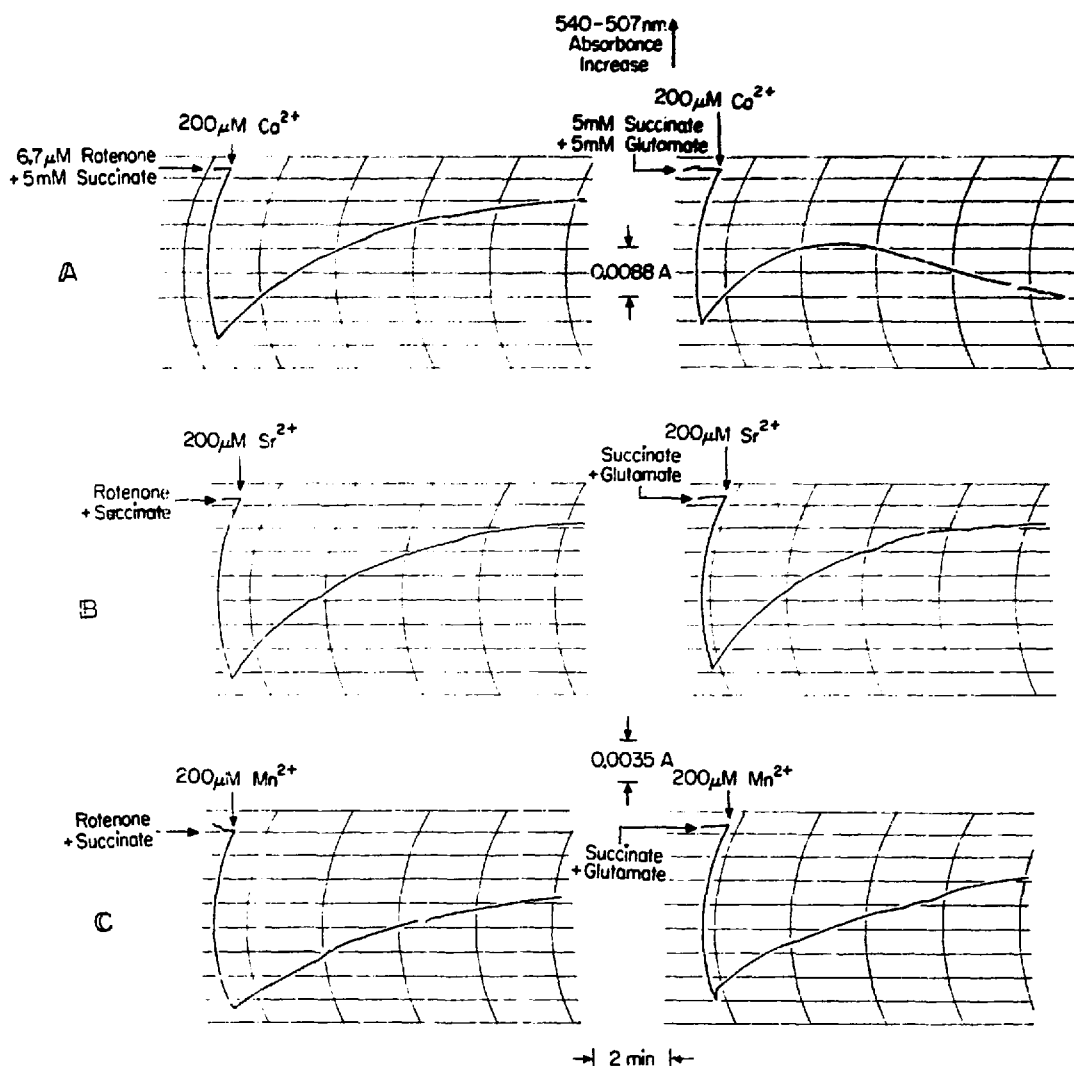 540-507nm
Absorbance
Increase
200μM Ca²⁺
6.7μM Rotenone
+5mM Succinate
200μM Ca²⁺
5mM Succinate
+5mM Glutamate
A
0.0088 A
200μM Sr²⁺
Rotenone
+Succinate
200μM Sr²⁺
Succinate
+Glutamate
B
0.0035 A
200μM Mn²⁺
Rotenone
+Succinate
200μM Mn²⁺
Succinate
+Glutamate
C
2 min